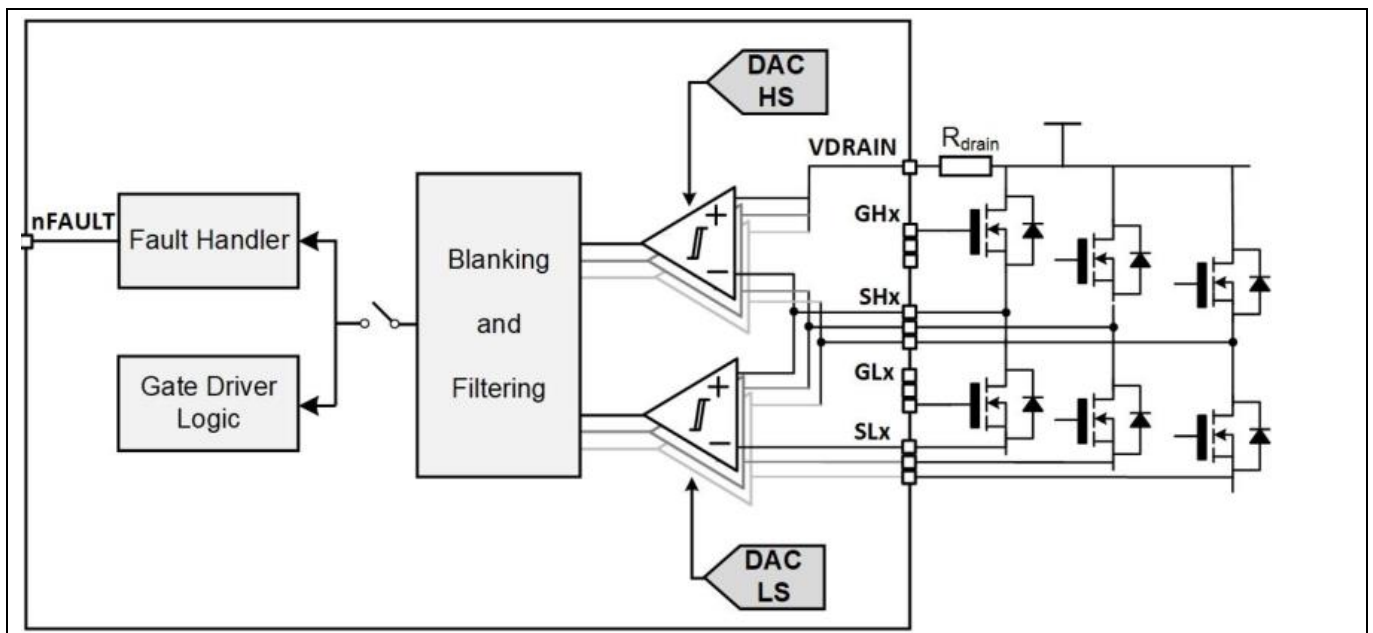 DAC
HS
VDRAIN
Rdrain
nFAULT
Fault Handler
GHx
Blanking
and
Filtering
+
−
SHx
Gate Driver
Logic
GLx
+
−
SLx
DAC
LS